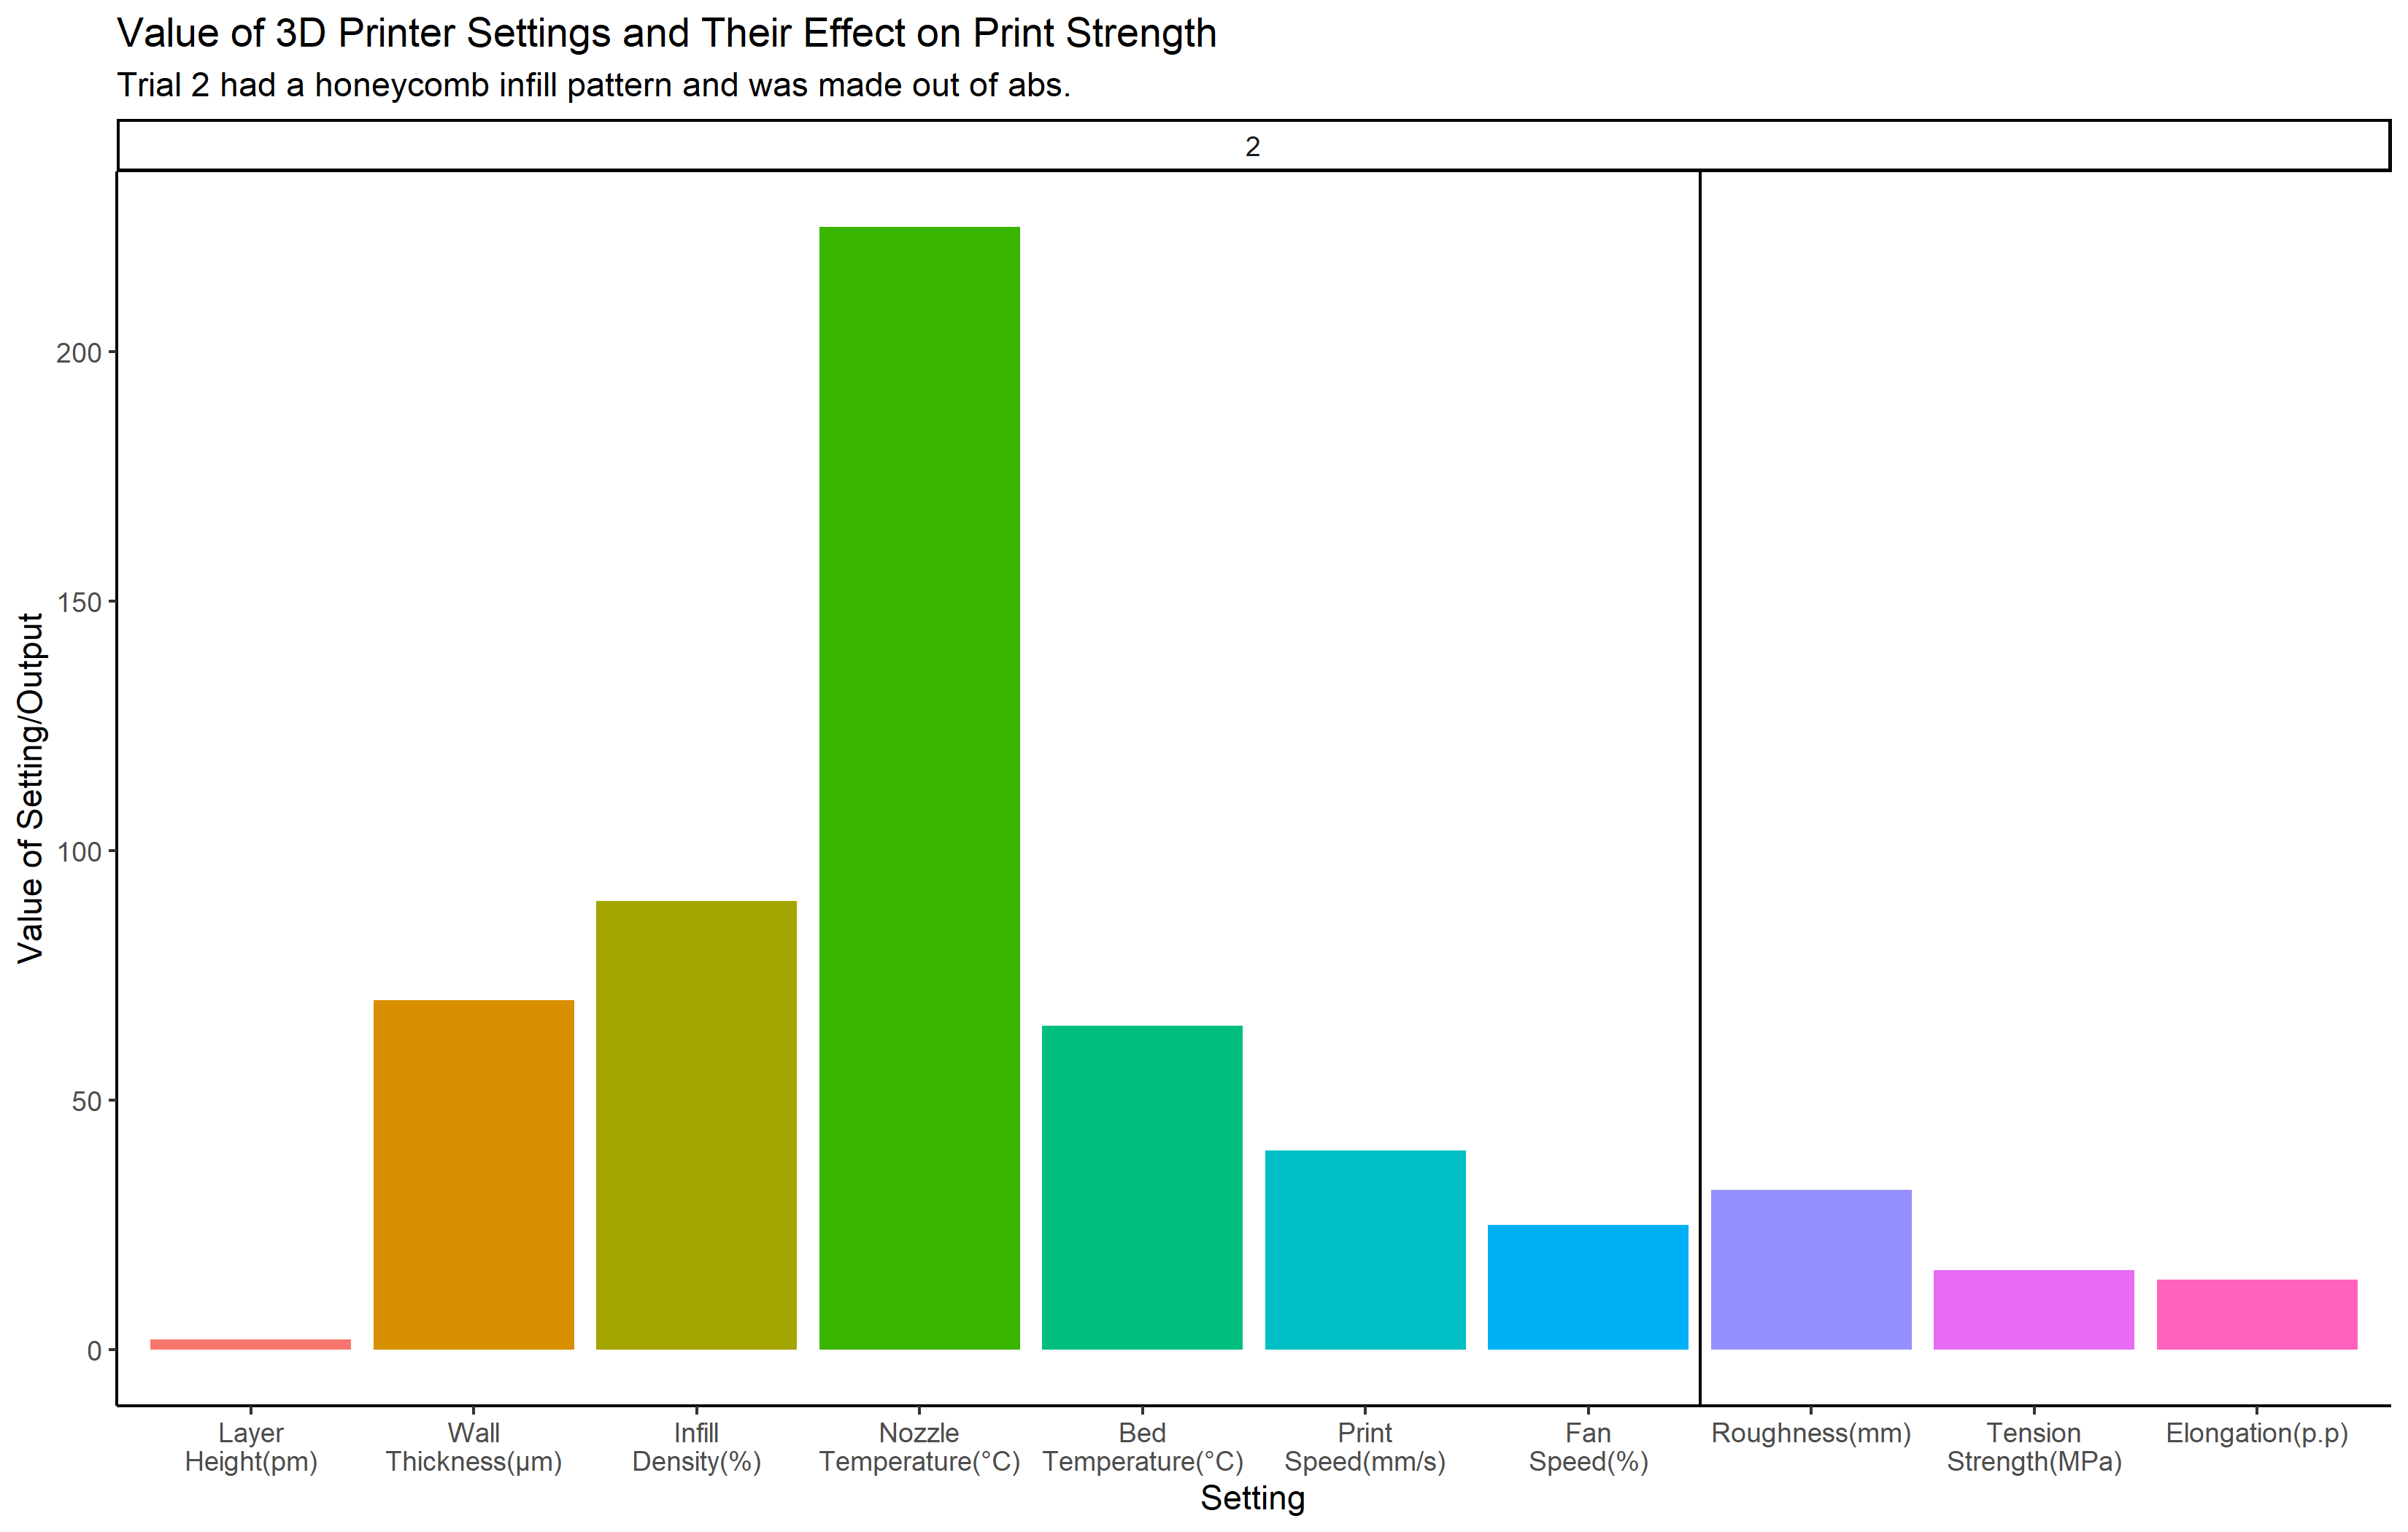 Value of 3D Printer Settings and Their Effect on Print Strength
Trial 2 had a honeycomb infill pattern and was made out of abs.
2
Value of Setting/Output
200
150
100
50
0
Layer
Height(pm)
Wall
Thickness(µm)
Infill
Density(%)
Nozzle
Temperature(°C)
Bed
Temperature(°C)
Print
Speed(mm/s)
Fan
Speed(%)
Roughness(mm)
Tension
Strength(MPa)
Elongation(p.p)
Setting